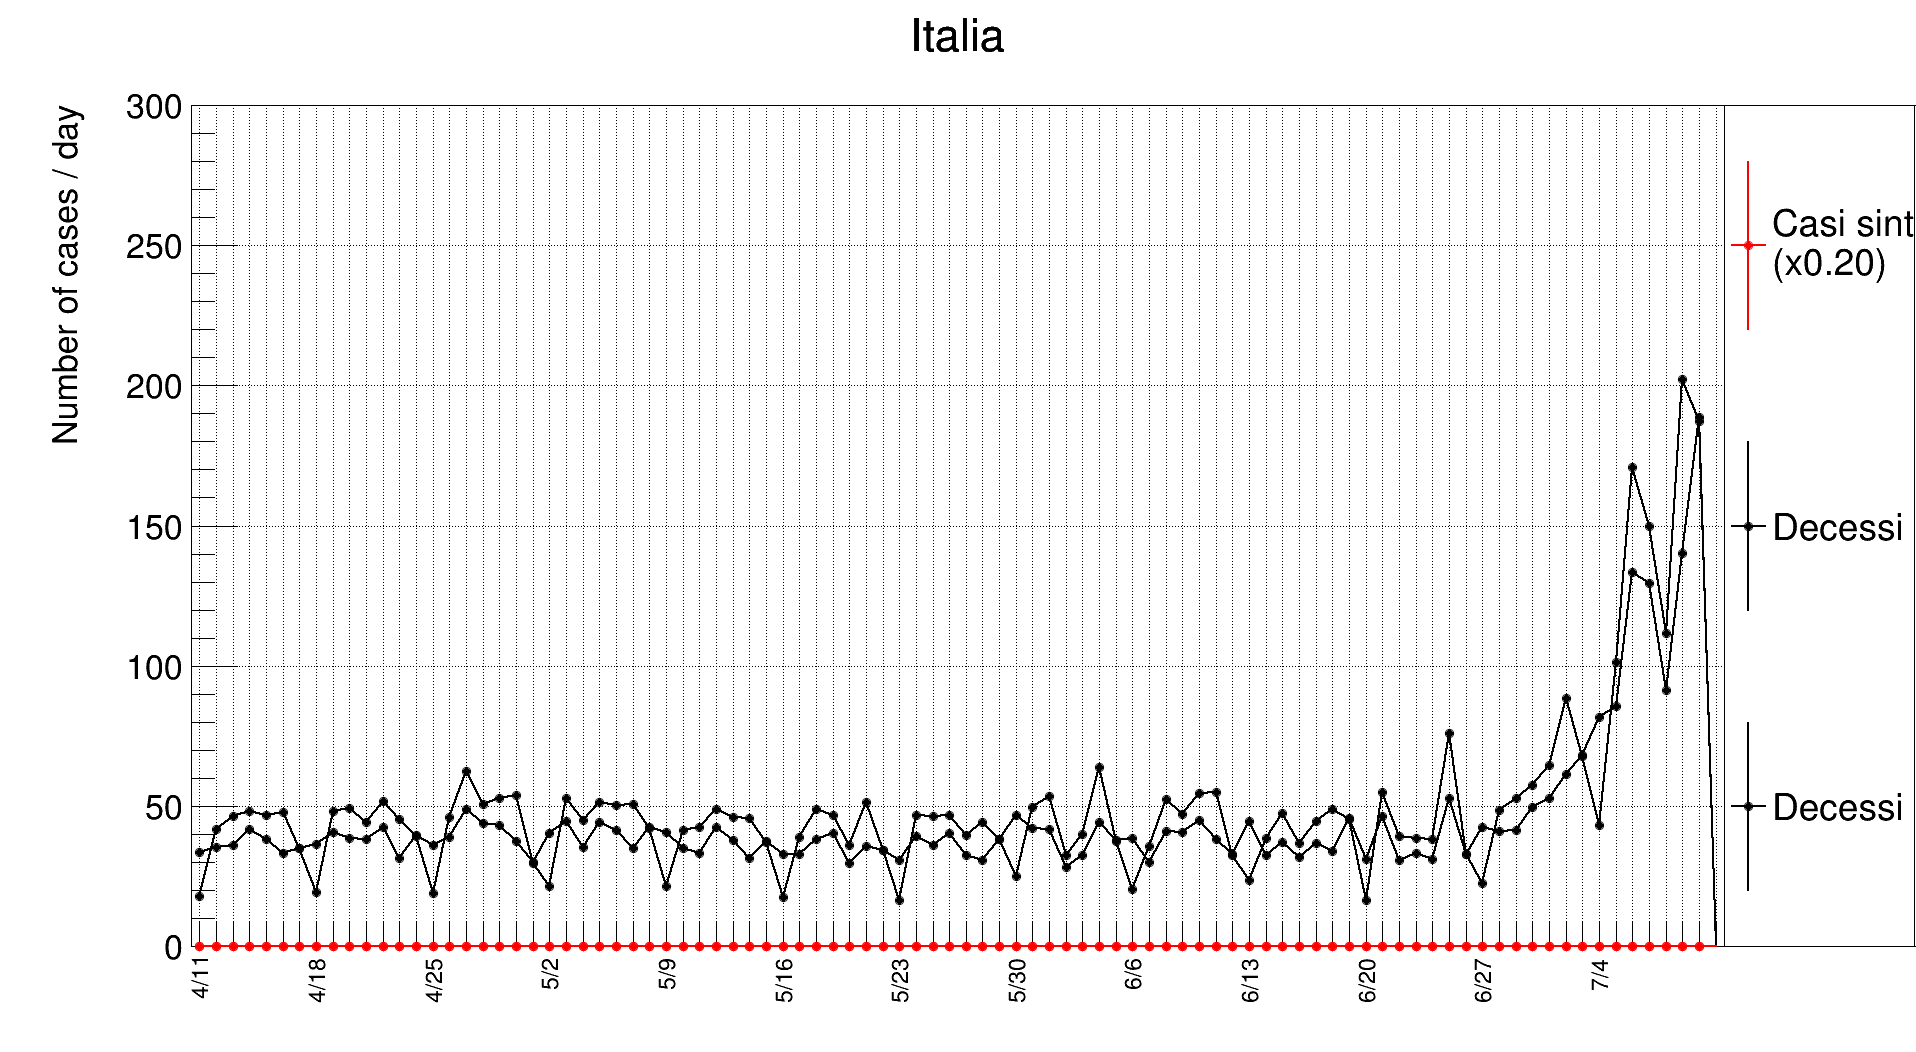 Italia
Number of cases / day
300
250
200
150
100
50
0
4/11 4/18 4/25 5/2 5/9 5/16 5/23 5/30 6/6 6/13 6/20 6/27 7/4
Casi sint
(x0.20)
Decessi
Decessi